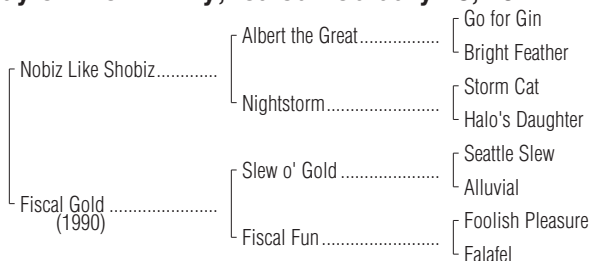 Go for Gin
Albert the Great
Bright Feather
Nobiz Like Shobiz
Storm Cat
Nightstorm
Halo's Daughter
Seattle Slew
Slew o' Gold
Alluvial
Fiscal Gold
(1990)
Foolish Pleasure
Fiscal Fun
Falafel